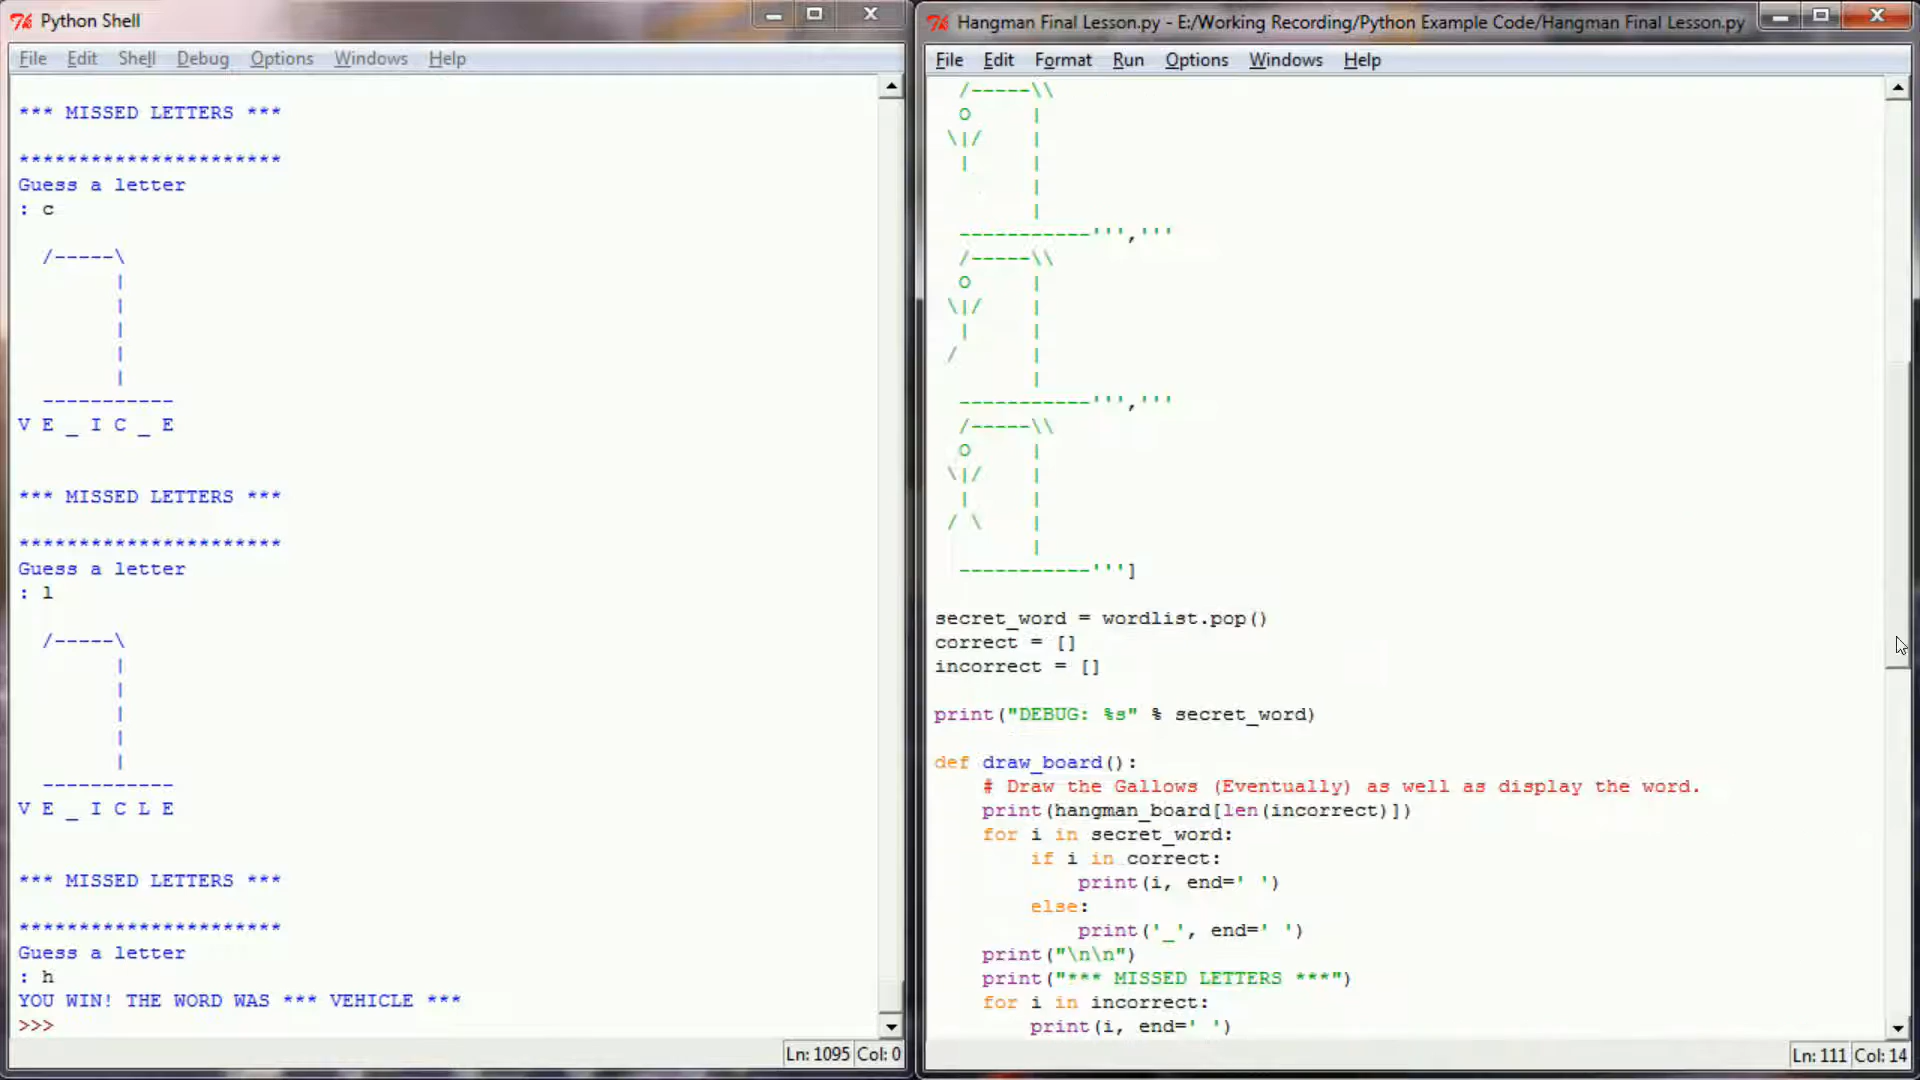 Python Shell
File Edit Shell Debug Options Windows Help
*** MISSED LETTERS ***
**********************
Guess a letter
: c
/-----\
|
|
|
|
|
-----------
V E _ I C _ E
*** MISSED LETTERS ***
**********************
Guess a letter
: l
/-----\
|
|
|
|
|
-----------
V E _ I C L E
*** MISSED LETTERS ***
**********************
Guess a letter
: h
YOU WIN! THE WORD WAS *** VEHICLE ***
>>>
Ln: 1095 Col: 0
Hangman Final Lesson.py - E:/Working Recording/Python Example Code/Hangman Final Lesson.py
File Edit Format Run Options Windows Help
/-----\\
O     |
\|/    |
|     |
|
|
-----------''','''
/-----\\
O     |
\|/    |
|     |
/      |
|
-----------''','''
/-----\\
O     |
\|/    |
|     |
/ \    |
|
-----------''']
secret_word = wordlist.pop()
correct = []
incorrect = []
print("DEBUG: %s" % secret_word)
def draw_board():
# Draw the Gallows (Eventually) as well as display the word.
print(hangman_board[len(incorrect)])
for i in secret_word:
if i in correct:
print(i, end=' ')
else:
print('_', end=' ')
print("\n\n")
print("*** MISSED LETTERS ***")
for i in incorrect:
print(i, end=' ')
Ln: 111 Col: 14